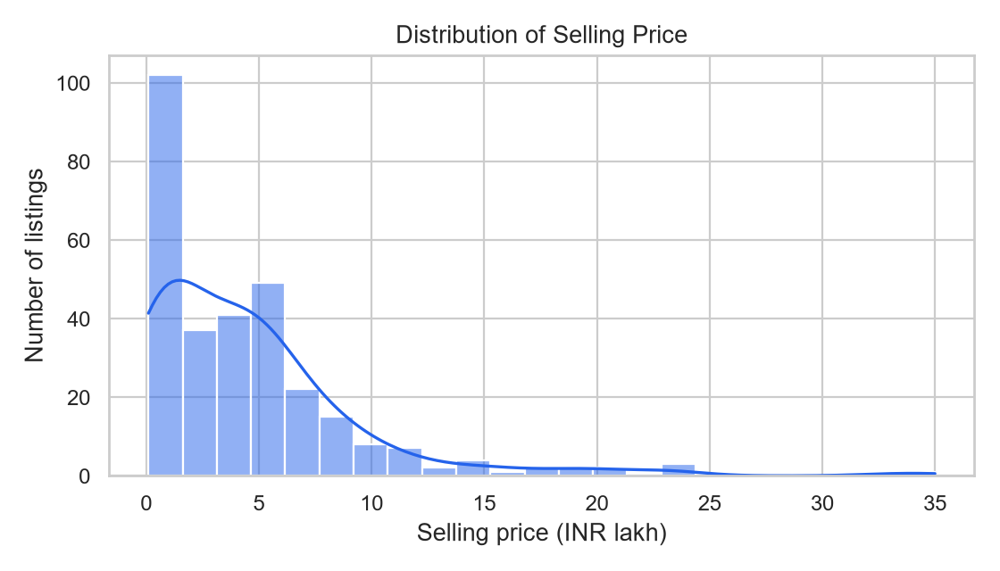 Distribution of Selling Price
100
80
60
40
20
0
Number of listings
0 5 10 15 20 25 30 35
Selling price (INR lakh)